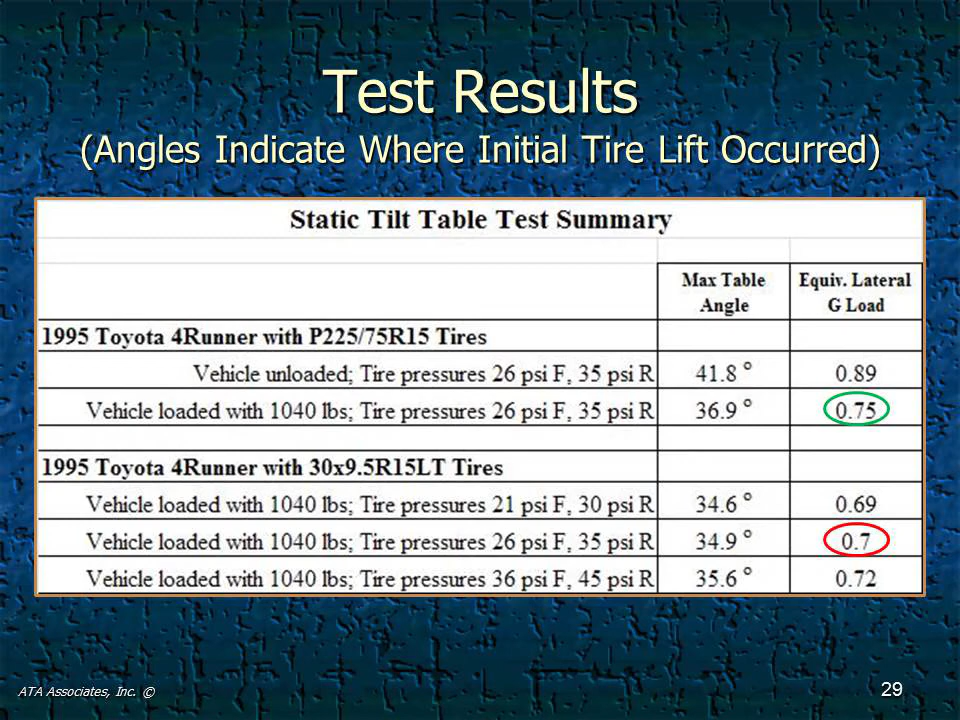 Test Results
(Angles Indicate Where Initial Tire Lift Occurred)
Static Tilt Table Test Summary
Max Table Angle Equiv. Lateral G Load
1995 Toyota 4Runner with P225/75R15 Tires
Vehicle unloaded; Tire pressures 26 psi F, 35 psi R 41.8 ° 0.89
Vehicle loaded with 1040 lbs; Tire pressures 26 psi F, 35 psi R 36.9 ° 0.75
1995 Toyota 4Runner with 30x9.5R15LT Tires
Vehicle loaded with 1040 lbs; Tire pressures 21 psi F, 30 psi R 34.6 ° 0.69
Vehicle loaded with 1040 lbs; Tire pressures 26 psi F, 35 psi R 34.9 ° 0.7
Vehicle loaded with 1040 lbs; Tire pressures 36 psi F, 45 psi R 35.6 ° 0.72
ATA Associates, Inc. ©
29